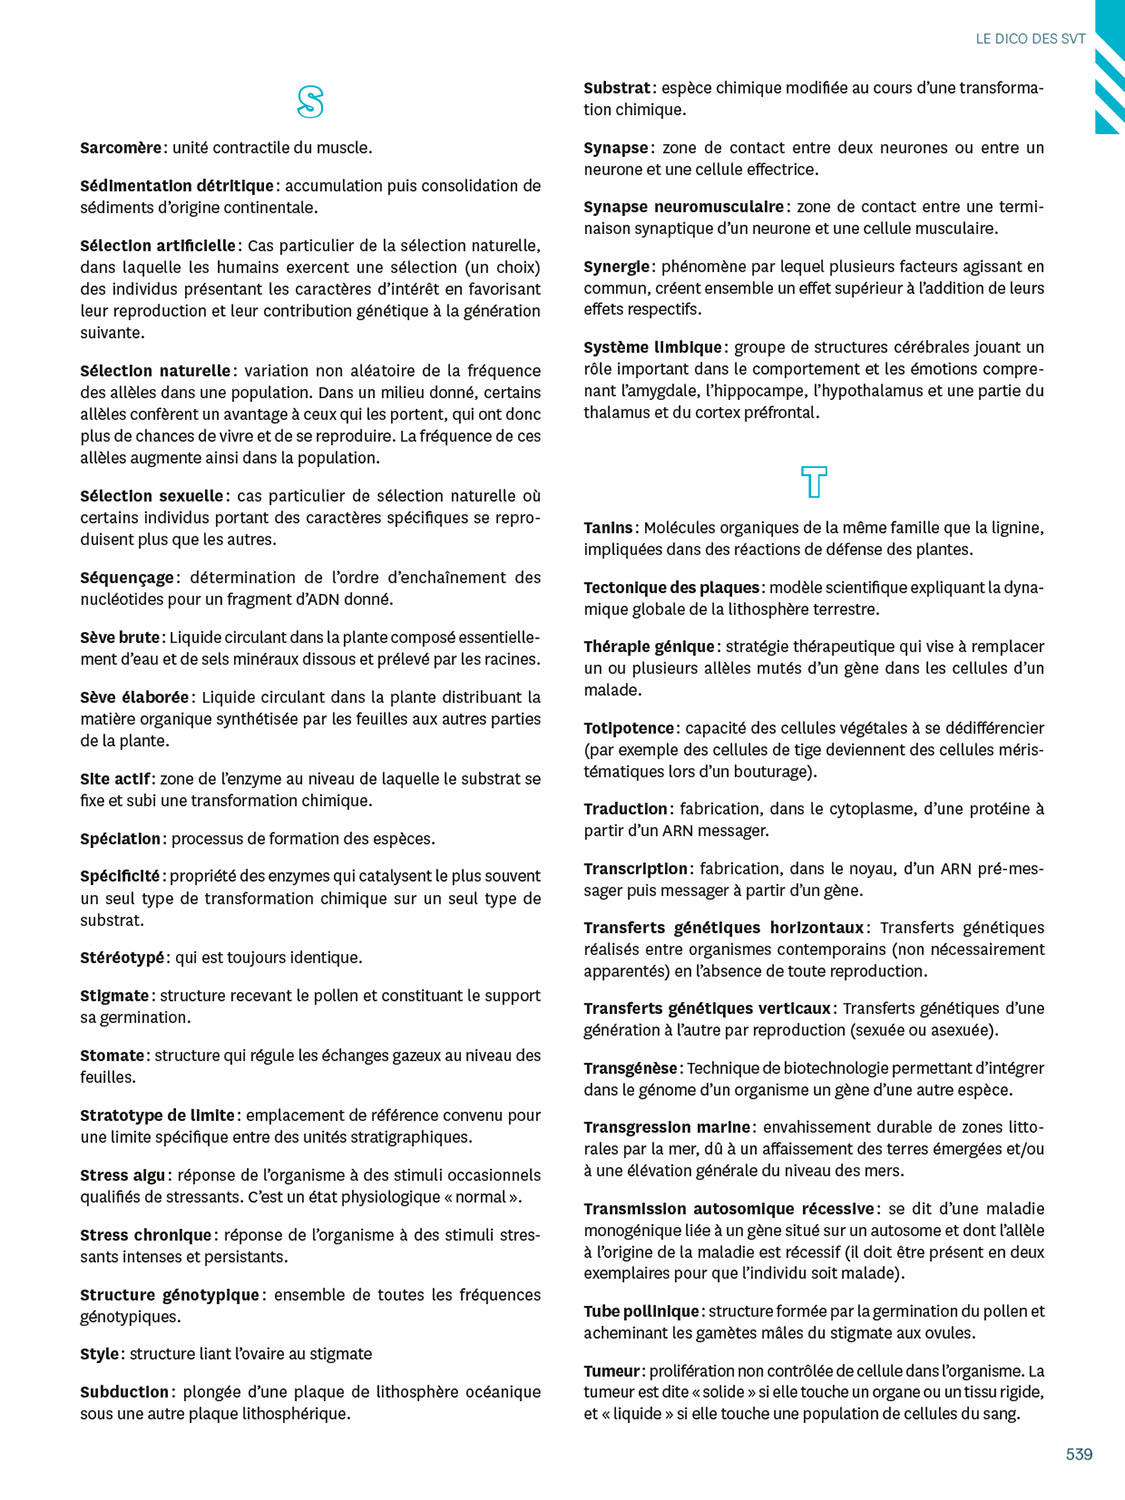 LE DICO DES SVT
S
Sarcomère : unité contractile du muscle.
Sédimentation détritique : accumulation puis consolidation de
sédiments d’origine continentale.
Sélection artificielle : Cas particulier de la sélection naturelle,
dans laquelle les humains exercent une sélection (un choix)
des individus présentant les caractères d’intérêt en favorisant
leur reproduction et leur contribution génétique à la génération
suivante.
Sélection naturelle : variation non aléatoire de la fréquence
des allèles dans une population. Dans un milieu donné, certains
allèles confèrent un avantage à ceux qui les portent, qui ont donc
plus de chances de vivre et de se reproduire. La fréquence de ces
allèles augmente ainsi dans la population.
Sélection sexuelle : cas particulier de sélection naturelle où
certains individus portant des caractères spécifiques se repro-
duisent plus que les autres.
Séquençage : détermination de l’ordre d’enchaînement des
nucléotides pour un fragment d’ADN donné.
Sève brute : Liquide circulant dans la plante composé essentielle-
ment d’eau et de sels minéraux dissous et prélevé par les racines.
Sève élaborée : Liquide circulant dans la plante distribuant la
matière organique synthétisée par les feuilles aux autres parties
de la plante.
Site actif : zone de l’enzyme au niveau de laquelle le substrat se
fixe et subi une transformation chimique.
Spéciation : processus de formation des espèces.
Spécificité : propriété des enzymes qui catalysent le plus souvent
un seul type de transformation chimique sur un seul type de
substrat.
Stéréotypé : qui est toujours identique.
Stigmate : structure recevant le pollen et constituant le support
sa germination.
Stomate : structure qui régule les échanges gazeux au niveau des
feuilles.
Stratotype de limite : emplacement de référence convenu pour
une limite spécifique entre des unités stratigraphiques.
Stress aigu : réponse de l’organisme à des stimuli occasionnels
qualifiés de stressants. C’est un état physiologique « normal ».
Stress chronique : réponse de l’organisme à des stimuli stres-
sants intenses et persistants.
Structure génotypique : ensemble de toutes les fréquences
génotypiques.
Style : structure liant l’ovaire au stigmate
Subduction : plongée d’une plaque de lithosphère océanique
sous une autre plaque lithosphérique.
Substrat : espèce chimique modifiée au cours d’une transforma-
tion chimique.
Synapse : zone de contact entre deux neurones ou entre un
neurone et une cellule effectrice.
Synapse neuromusculaire : zone de contact entre une termi-
naison synaptique d’un neurone et une cellule musculaire.
Synergie : phénomène par lequel plusieurs facteurs agissant en
commun, créent ensemble un effet supérieur à l’addition de leurs
effets respectifs.
Système limbique : groupe de structures cérébrales jouant un
rôle important dans le comportement et les émotions compre-
nant l’amygdale, l’hippocampe, l’hypothalamus et une partie du
thalamus et du cortex préfrontal.
T
Tanins : Molécules organiques de la même famille que la lignine,
impliquées dans des réactions de défense des plantes.
Tectonique des plaques : modèle scientifique expliquant la dyna-
mique globale de la lithosphère terrestre.
Thérapie génique : stratégie thérapeutique qui vise à remplacer
un ou plusieurs allèles mutés d’un gène dans les cellules d’un
malade.
Totipotence : capacité des cellules végétales à se dédifférencier
(par exemple des cellules de tige deviennent des cellules méris-
tématiques lors d’un bouturage).
Traduction : fabrication, dans le cytoplasme, d’une protéine à
partir d’un ARN messager.
Transcription : fabrication, dans le noyau, d’un ARN pré-mes-
sager puis messager à partir d’un gène.
Transferts génétiques horizontaux : Transferts génétiques
réalisés entre organismes contemporains (non nécessairement
apparentés) en l’absence de toute reproduction.
Transferts génétiques verticaux : Transferts génétiques d’une
génération à l’autre par reproduction (sexuée ou asexuée).
Transgénèse : Technique de biotechnologie permettant d’intégrer
dans le génome d’un organisme un gène d’une autre espèce.
Transgression marine : envahissement durable de zones litto-
rales par la mer, dû à un affaissement des terres émergées et/ou
à une élévation générale du niveau des mers.
Transmission autosomique récessive : se dit d’une maladie
monogénique liée à un gène situé sur un autosome et dont l’allèle
à l’origine de la maladie est récessif (il doit être présent en deux
exemplaires pour que l’individu soit malade).
Tube pollinique : structure formée par la germination du pollen et
acheminant les gamètes mâles du stigmate aux ovules.
Tumeur : prolifération non contrôlée de cellule dans l’organisme. La
tumeur est dite « solide » si elle touche un organe ou un tissu rigide,
et « liquide » si elle touche une population de cellules du sang.
539